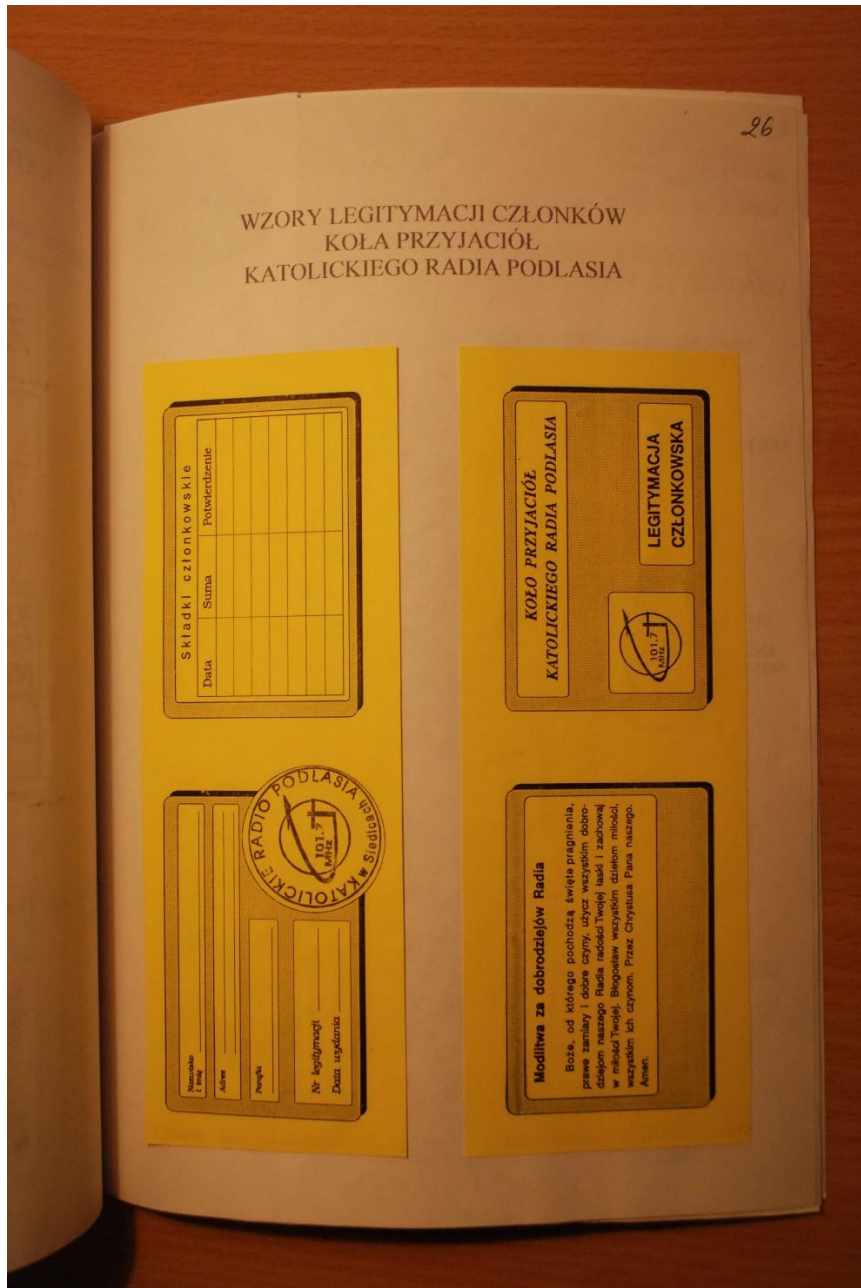 26
WZORY LEGITYMACJI CZŁONKÓW
KOŁA PRZYJACIÓŁ
KATOLICKIEGO RADIA PODLASIA
Składki członkowskie
Data Suma Potwierdzenie
Nazwisko
i imię
Adres
Parafia
Nr legitymacji
Data wydania
KATOLICKIE RADIO PODLASIA
w Siedlcach
101.7
MHz
KOŁO PRZYJACIÓŁ
KATOLICKIEGO RADIA PODLASIA
101.7
MHz
LEGITYMACJA
CZŁONKOWSKA
Modlitwa za dobrodziejów Radia
Boże, od którego pochodzą święte pragnienia,
prawe zamiary i dobre czyny, użycz wszystkim dobro-
dziejom naszego Radia radości Twojej łaski i zachowaj
w miłości Twojej. Błogosław wszystkim dziełom miłości,
wszystkim ich czynom. Przez Chrystusa Pana naszego.
Amen.